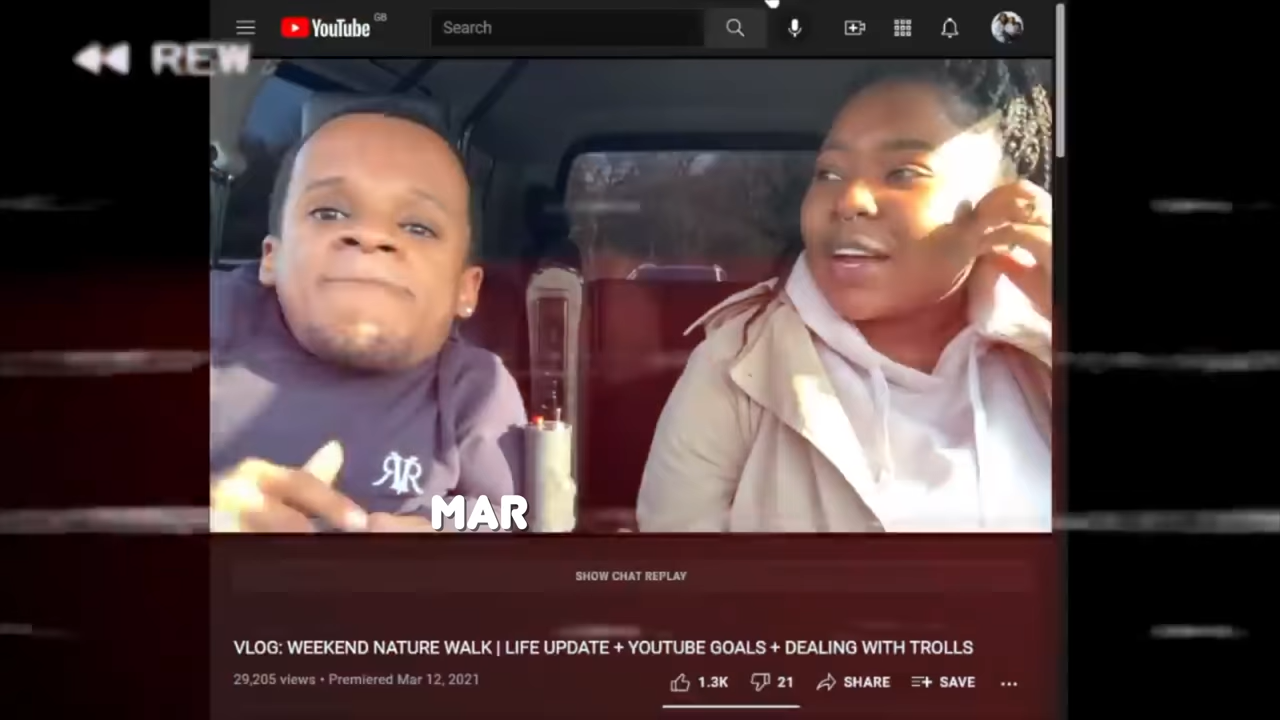 YouTube GB
Search
REW
RVR
MAR
SHOW CHAT REPLAY
VLOG: WEEKEND NATURE WALK | LIFE UPDATE + YOUTUBE GOALS + DEALING WITH TROLLS
29,205 views • Premiered Mar 12, 2021
1.3K 21 SHARE SAVE